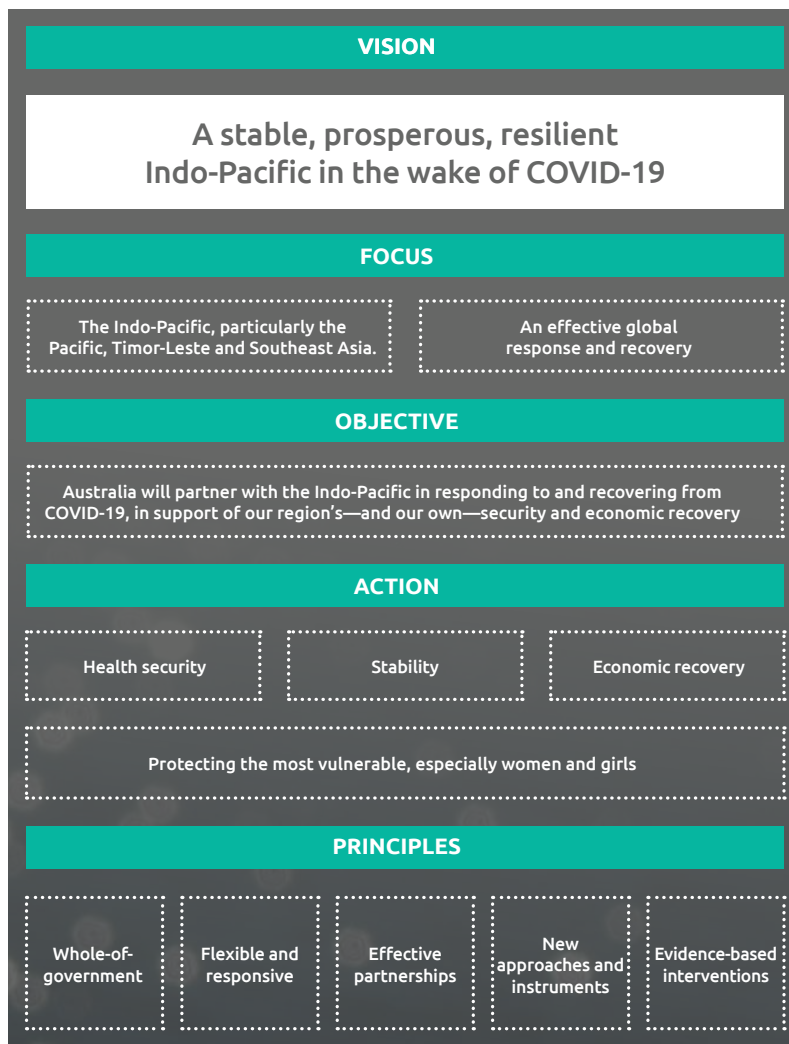 VISION
A stable, prosperous, resilient
Indo-Pacific in the wake of COVID-19
FOCUS
The Indo-Pacific, particularly the
Pacific, Timor-Leste and Southeast Asia.
An effective global
response and recovery
OBJECTIVE
Australia will partner with the Indo-Pacific in responding to and recovering from
COVID-19, in support of our region's—and our own—security and economic recovery
ACTION
Health security
Stability
Economic recovery
Protecting the most vulnerable, especially women and girls
PRINCIPLES
Whole-of-
government
Flexible and
responsive
Effective
partnerships
New
approaches and
instruments
Evidence-based
interventions